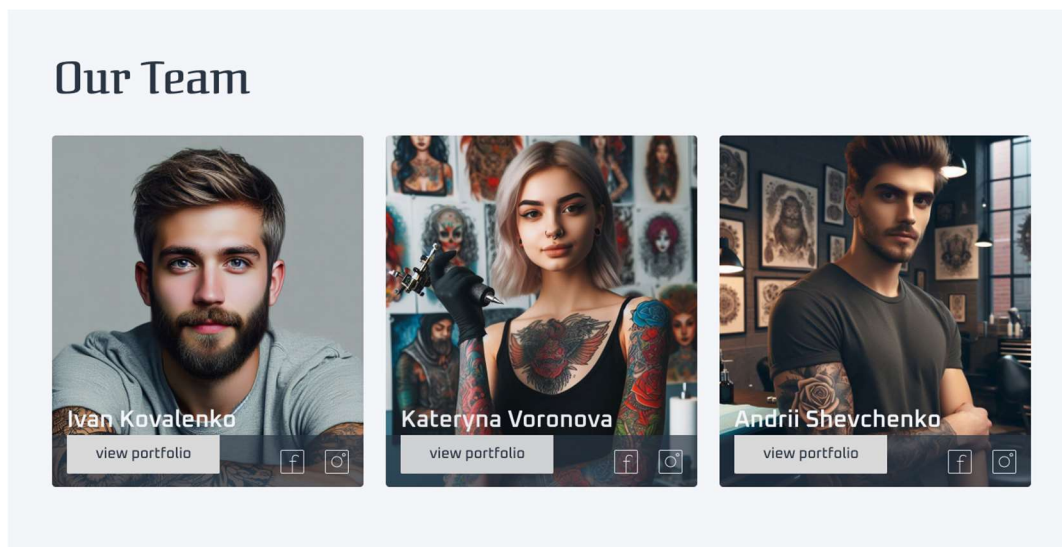 Our Team
Ivan Kovalenko
view portfolio
Kateryna Voronova
view portfolio
Andrii Shevchenko
view portfolio